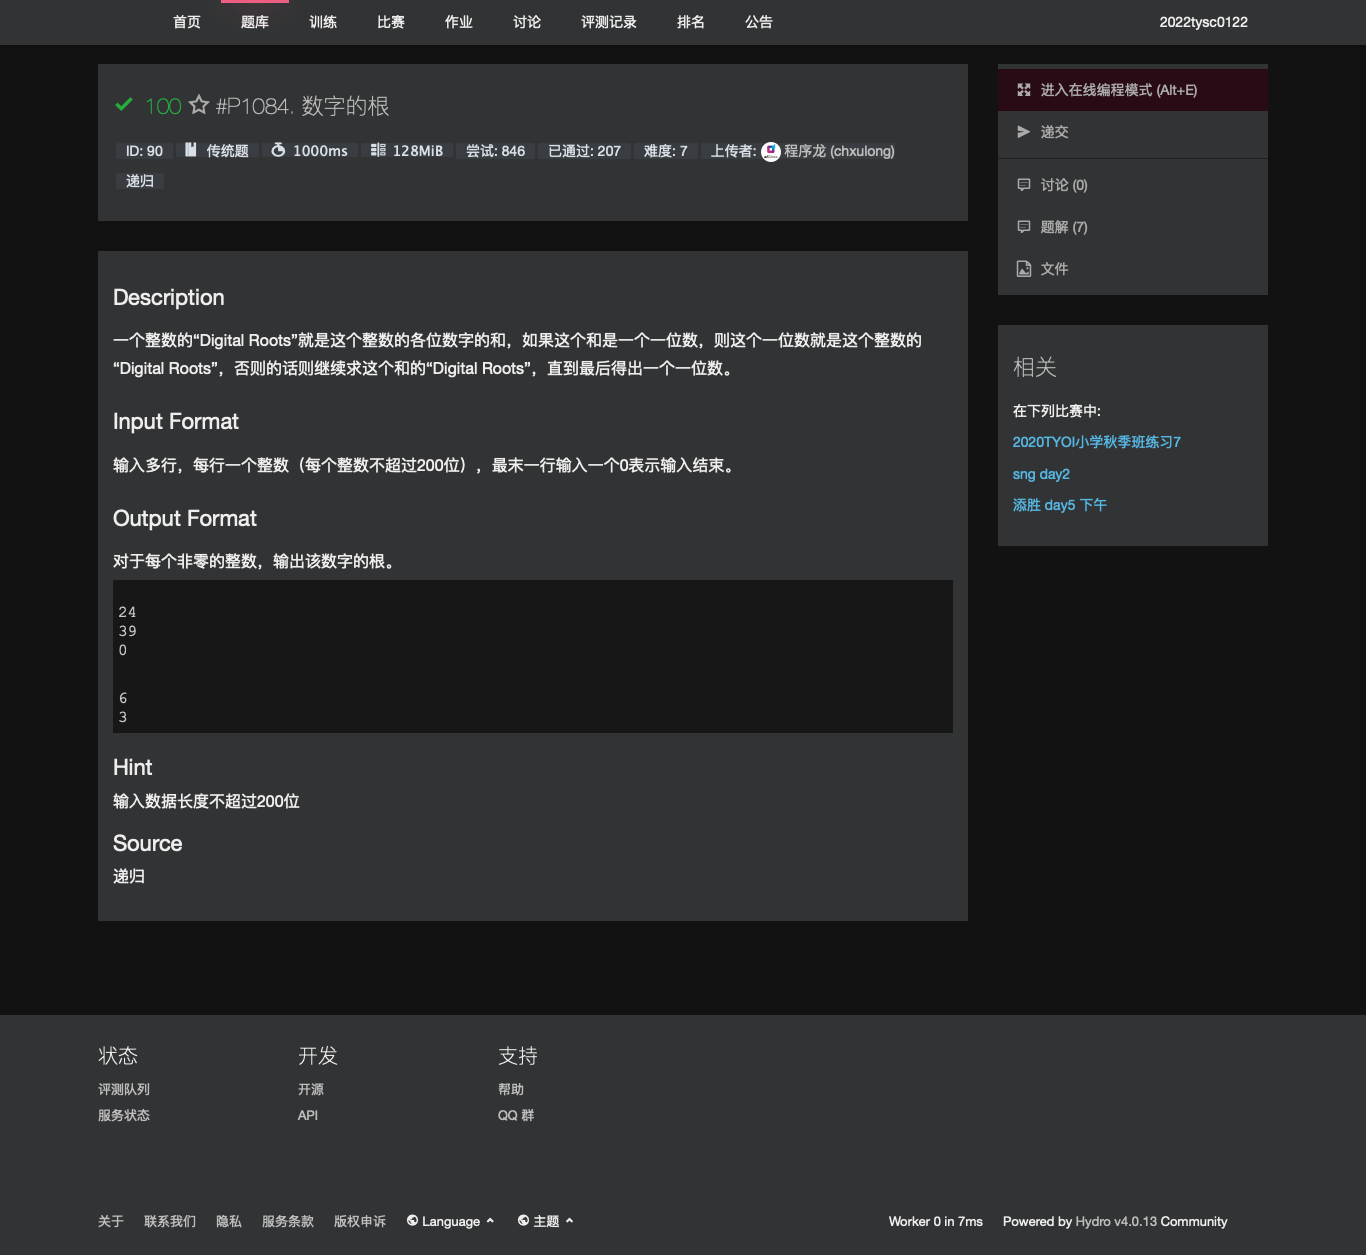 首页 题库 训练 比赛 作业 讨论 评测记录 排名 公告 2022tysc0122
100 #P1084. 数字的根
ID: 90 传统题 1000ms 128MiB 尝试: 846 已通过: 207 难度: 7 上传者: 程序龙 (chxulong)
递归
Description
一个整数的“Digital Roots”就是这个整数的各位数字的和，如果这个和是一个一位数，则这个一位数就是这个整数的
“Digital Roots”，否则的话则继续求这个和的“Digital Roots”，直到最后得出一个一位数。
Input Format
输入多行，每行一个整数（每个整数不超过200位），最末一行输入一个0表示输入结束。
Output Format
对于每个非零的整数，输出该数字的根。
24
39
0
6
3
Hint
输入数据长度不超过200位
Source
递归
进入在线编程模式 (Alt+E)
递交
讨论 (0)
题解 (7)
文件
相关
在下列比赛中:
2020TYOI小学秋季班练习7
sng day2
添胜 day5 下午
状态
评测队列
服务状态
开发
开源
API
支持
帮助
QQ 群
关于 联系我们 隐私 服务条款 版权申诉 Language 主题 Worker 0 in 7ms Powered by Hydro v4.0.13 Community